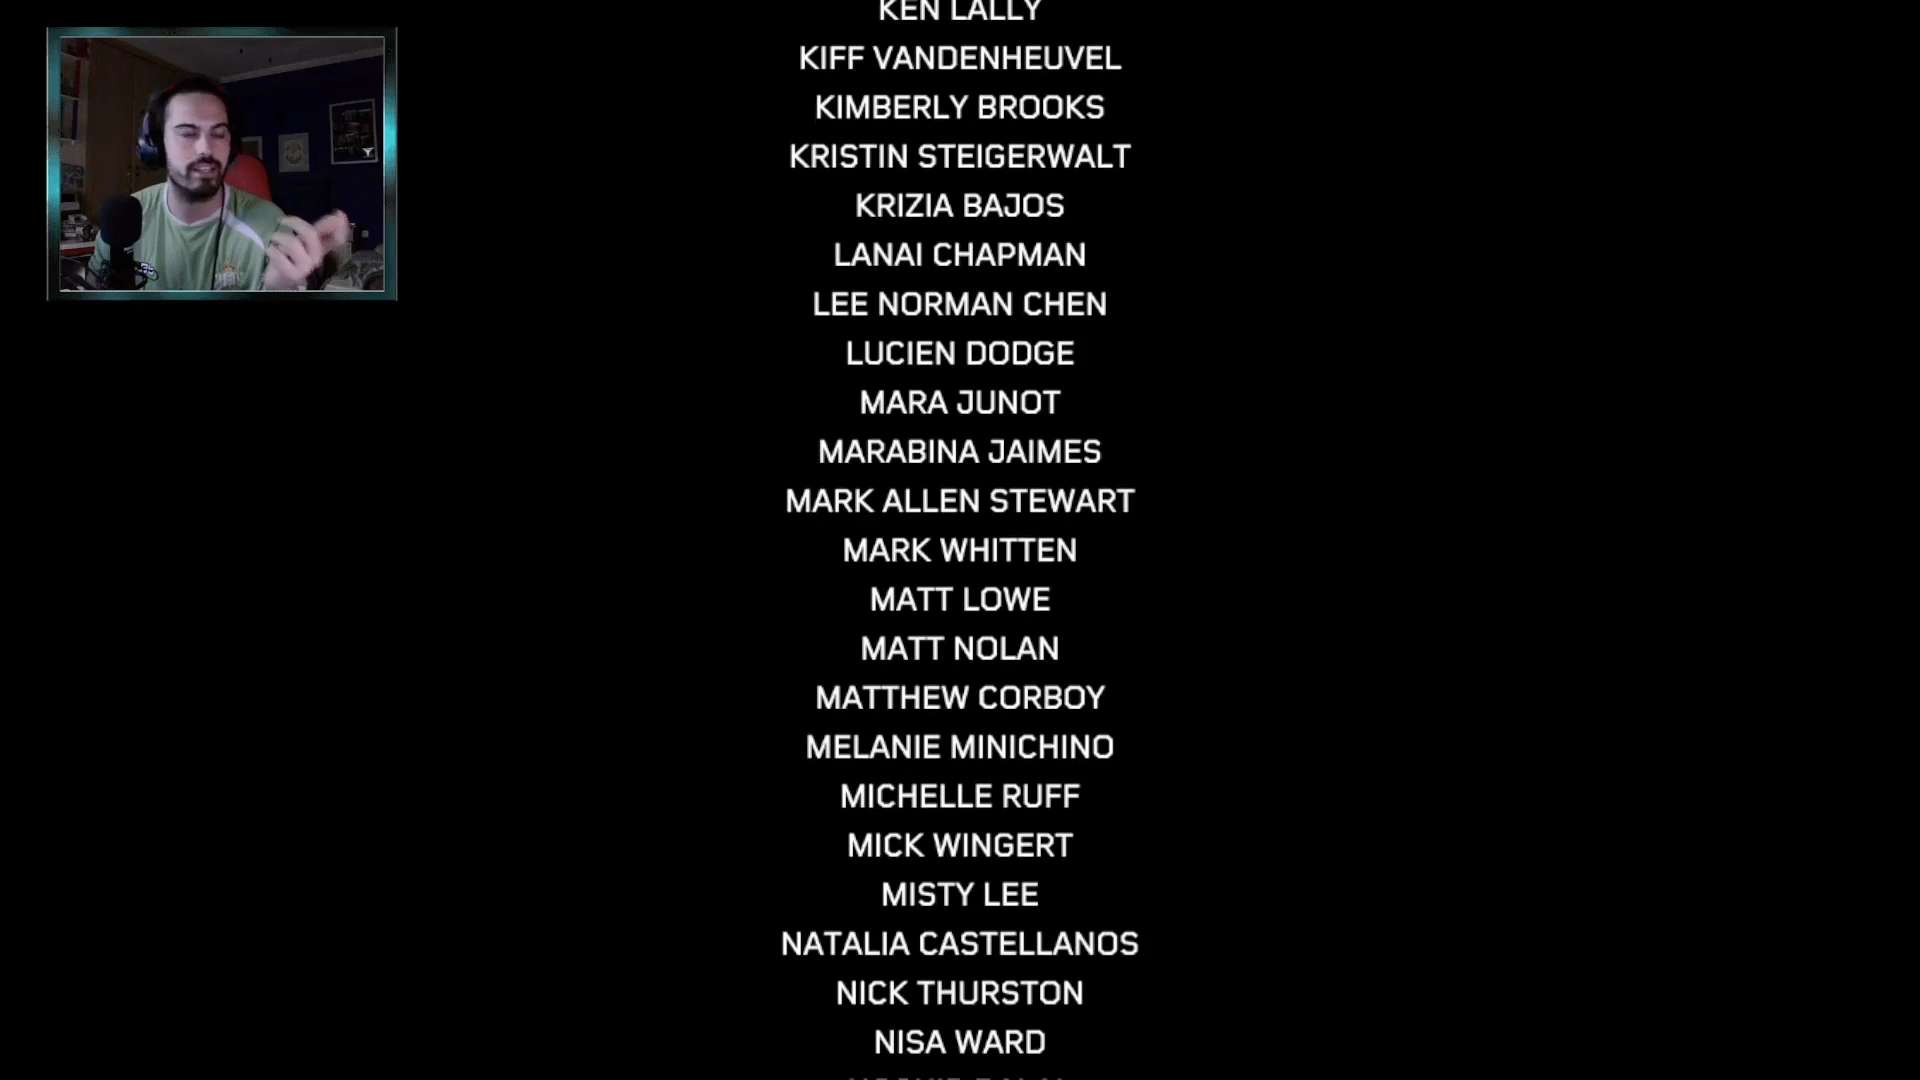 KEN LALLY
KIFF VANDENHEUVEL
KIMBERLY BROOKS
KRISTIN STEIGERWALT
KRIZIA BAJOS
LANAI CHAPMAN
LEE NORMAN CHEN
LUCIEN DODGE
MARA JUNOT
MARABINA JAIMES
MARK ALLEN STEWART
MARK WHITTEN
MATT LOWE
MATT NOLAN
MATTHEW CORBOY
MELANIE MINICHINO
MICHELLE RUFF
MICK WINGERT
MISTY LEE
NATALIA CASTELLANOS
NICK THURSTON
NISA WARD